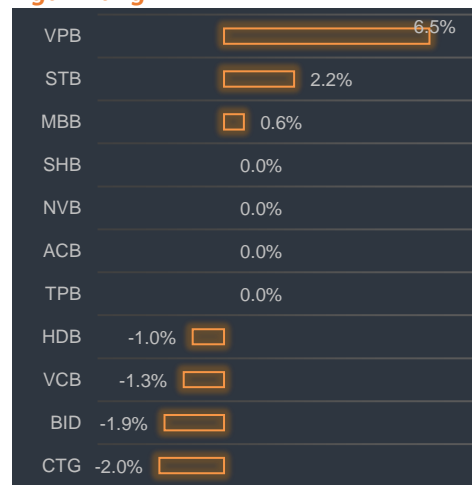 VPB 6.5%
STB 2.2%
MBB 0.6%
SHB 0.0%
NVB 0.0%
ACB 0.0%
TPB 0.0%
HDB -1.0%
VCB -1.3%
BID -1.9%
CTG -2.0%